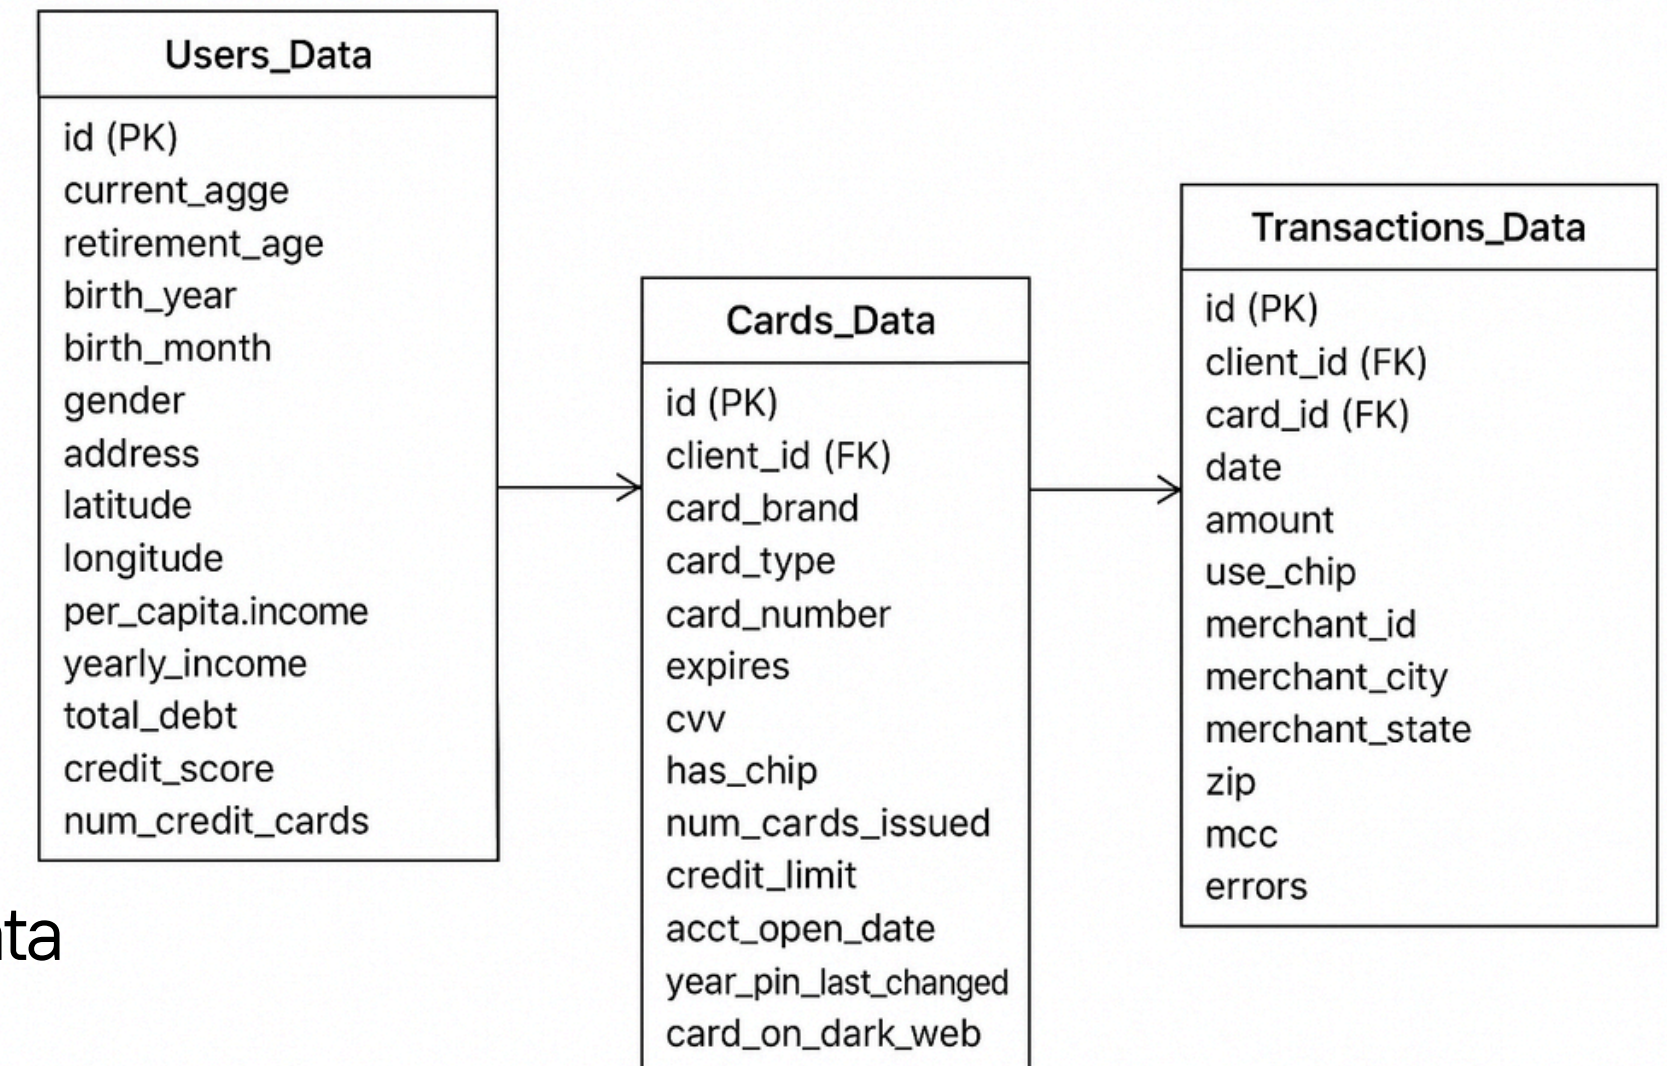 Users_Data
id (PK)
current_agge
retirement_age
birth_year
birth_month
gender
address
latitude
longitude
per_capita.income
yearly_income
total_debt
credit_score
num_credit_cards
Cards_Data
id (PK)
client_id (FK)
card_brand
card_type
card_number
expires
cvv
has_chip
num_cards_issued
credit_limit
acct_open_date
year_pin_last_changed
card_on_dark_web
Transactions_Data
id (PK)
client_id (FK)
card_id (FK)
date
amount
use_chip
merchant_id
merchant_city
merchant_state
zip
mcc
errors